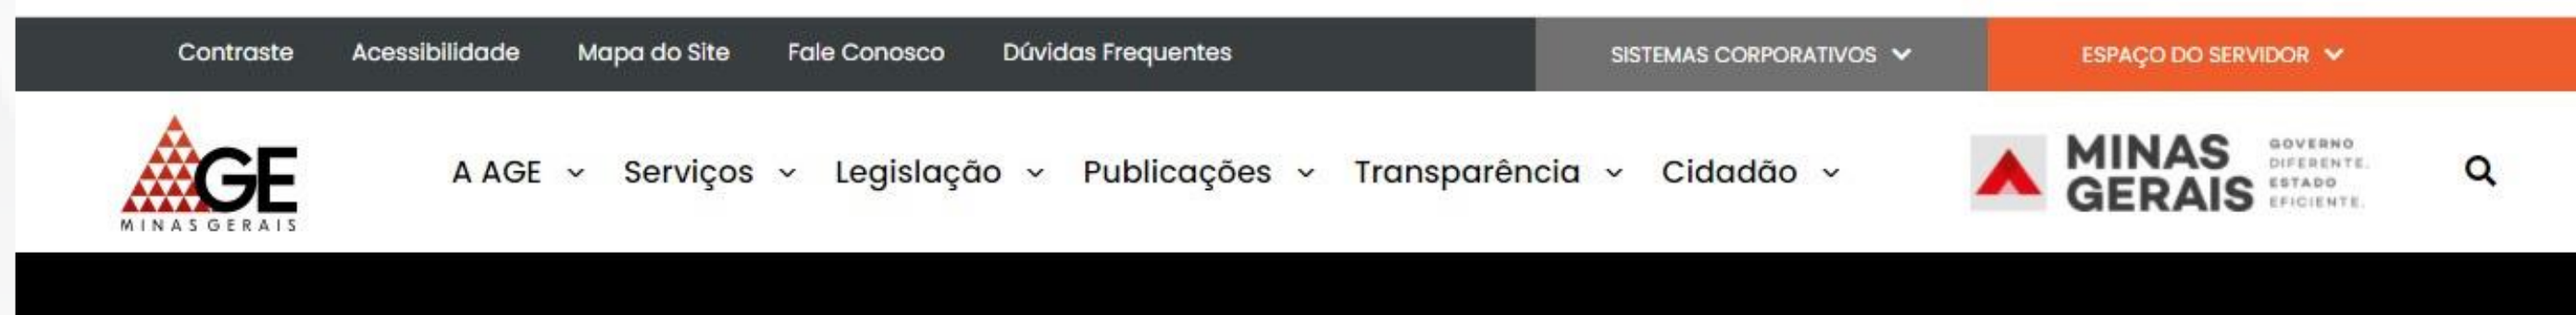 Contraste Acessibilidade Mapa do Site Fale Conosco Dúvidas Frequentes SISTEMAS CORPORATIVOS ESPAÇO DO SERVIDOR
AGE
MINAS GERAIS
A AGE Serviços Legislação Publicações Transparência Cidadão
MINAS
GERAIS
GOVERNO
DIFERENTE.
ESTADO
EFICIENTE.